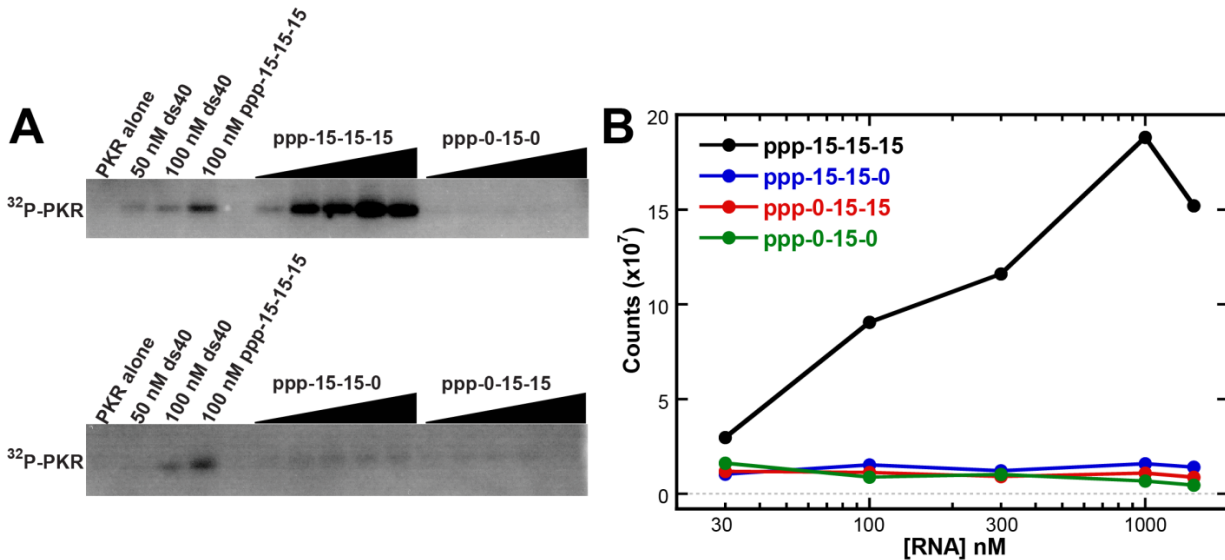 A
PKR alone
50 nM ds40
100 nM ds40
100 nM ppp-15-15-15
ppp-15-15-15
ppp-0-15-0
32P-PKR
PKR alone
50 nM ds40
100 nM ds40
100 nM ppp-15-15-15
ppp-15-15-0
ppp-0-15-15
32P-PKR
B
20
15
10
5
0
Counts (x10⁷)
ppp-15-15-15
ppp-15-15-0
ppp-0-15-15
ppp-0-15-0
30
100
300
1000
[RNA] nM